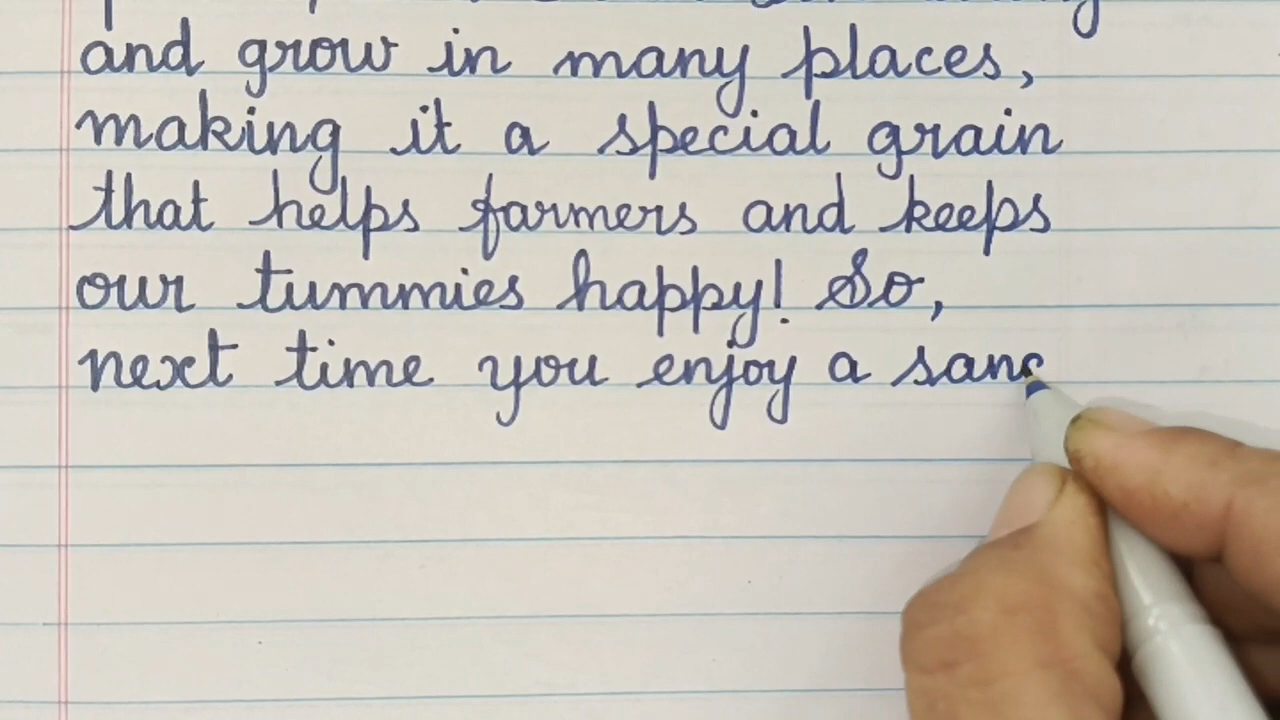 and grow in many places,
making it a special grain
that helps farmers and keeps
our tummies happy! So,
next time you enjoy a